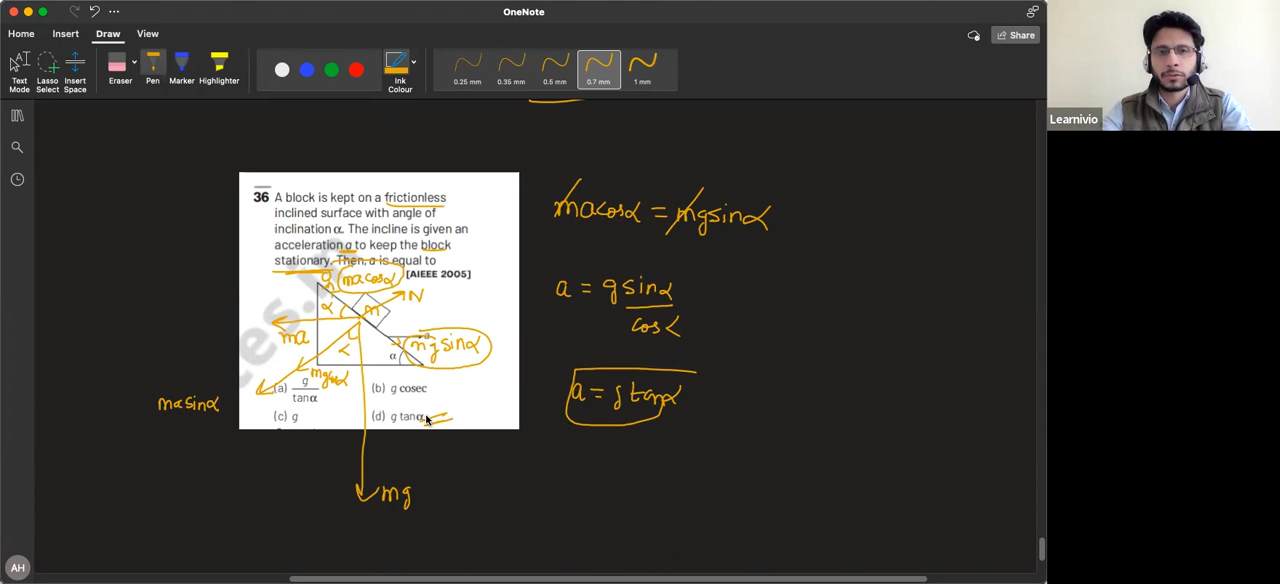 OneNote
Home Insert Draw View
Share
Text Mode
Lasso Select
Insert Space
Eraser
Pen
Marker
Highlighter
Ink Colour
0.25 mm
0.35 mm
0.5 mm
0.7 mm
1 mm
Learnivio
36 A block is kept on a frictionless
inclined surface with angle of
inclination α. The incline is given an
acceleration a to keep the block
stationary. Then, a is equal to
[AIEEE 2005]
macosα
α
m
N
ma
a
mgsinα
α
mgcosα
(a) g/tanα
(b) g cosec
masinα
(c) g
(d) g tanα
mg
macosα = mgsinα
a = g sinα
cosα
a = g tanα
AH